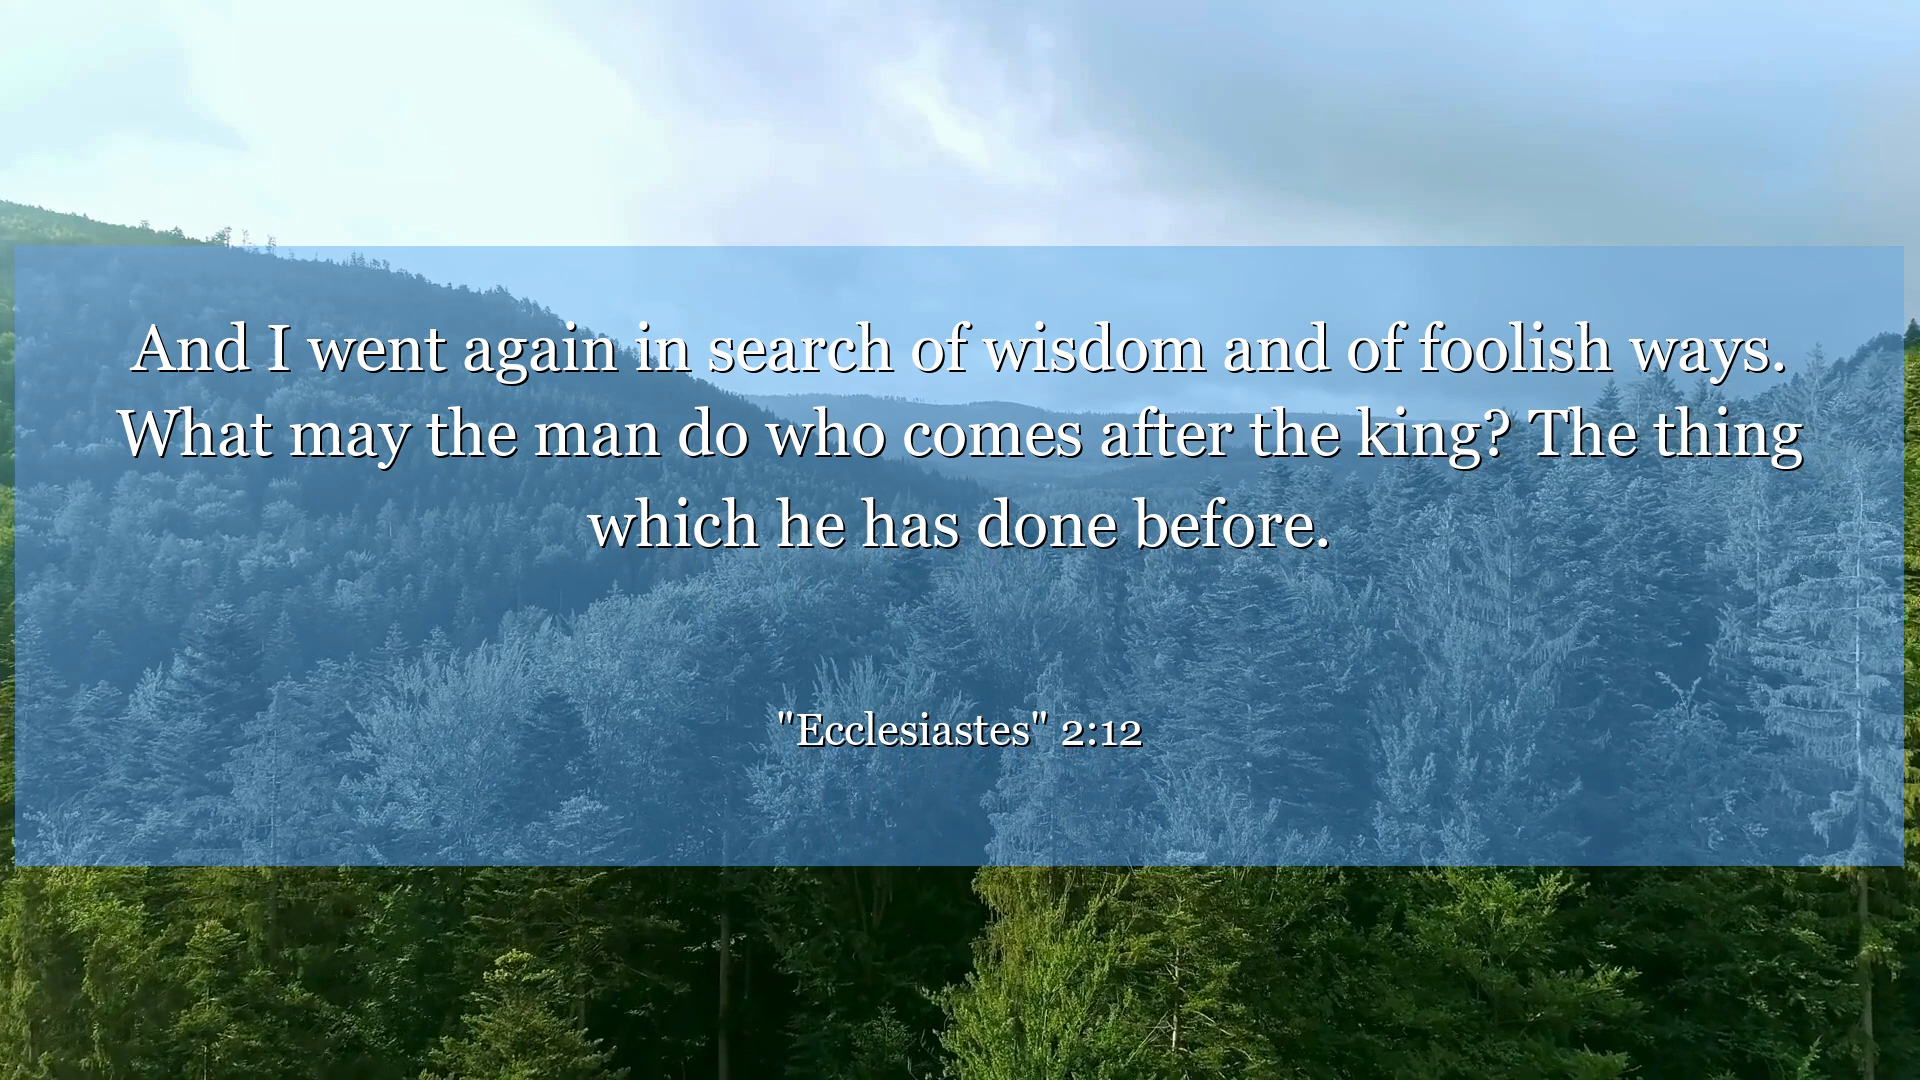 And I went again in search of wisdom and of foolish ways.
What may the man do who comes after the king? The thing
which he has done before.
"Ecclesiastes" 2:12